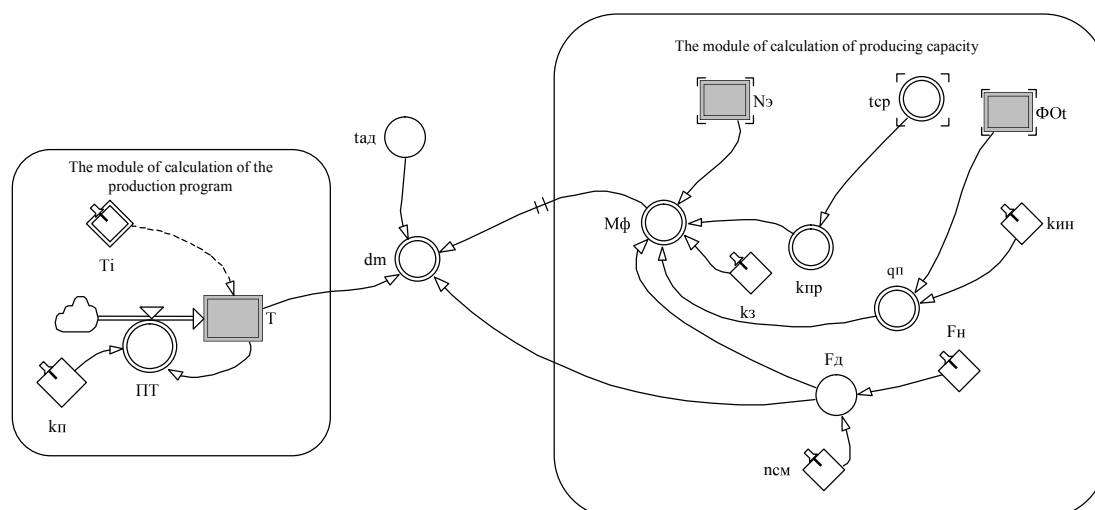 The module of calculation of producing capacity
Nэ
tср
ФОt
tад
The module of calculation of the
production program
Ti
Мф
kин
dm
kпр
qп
T
kз
Fн
ПТ
Fд
kп
nсм